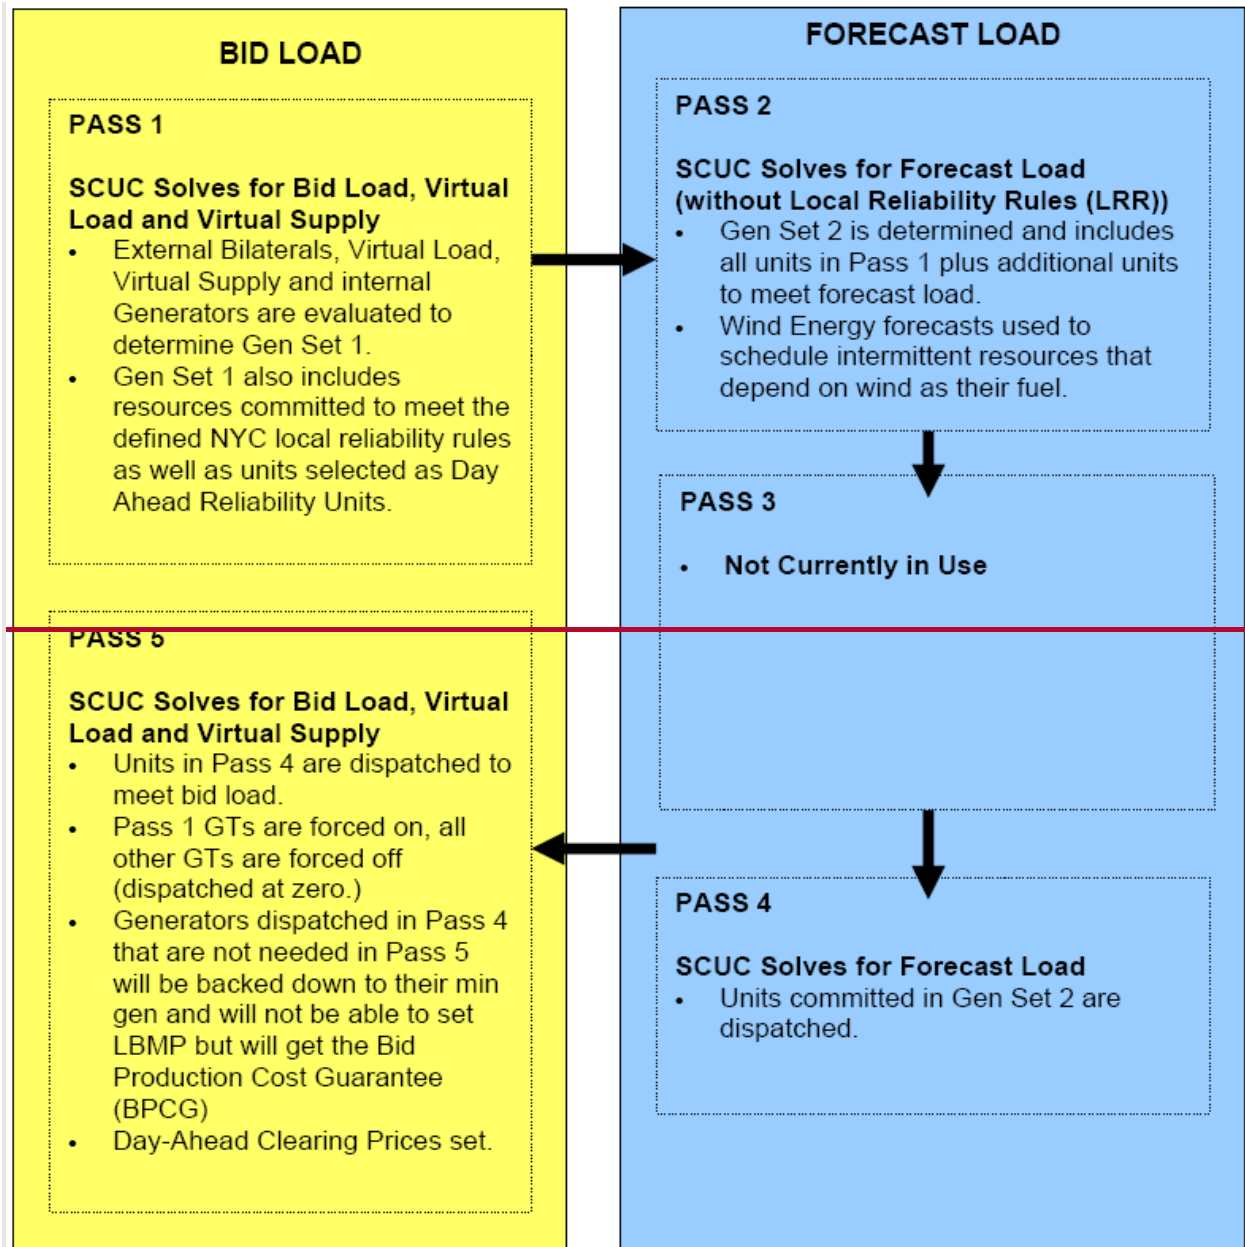 BID LOAD
PASS 1
SCUC Solves for Bid Load, Virtual
Load and Virtual Supply
• External Bilaterals, Virtual Load,
Virtual Supply and internal
Generators are evaluated to
determine Gen Set 1.
• Gen Set 1 also includes
resources committed to meet the
defined NYC local reliability rules
as well as units selected as Day
Ahead Reliability Units.
FORECAST LOAD
PASS 2
SCUC Solves for Forecast Load
(without Local Reliability Rules (LRR))
• Gen Set 2 is determined and includes
all units in Pass 1 plus additional units
to meet forecast load.
• Wind Energy forecasts used to
schedule intermittent resources that
depend on wind as their fuel.
PASS 3
• Not Currently in Use
PASS 4
SCUC Solves for Forecast Load
• Units committed in Gen Set 2 are
dispatched.
PASS 5
SCUC Solves for Bid Load, Virtual
Load and Virtual Supply
• Units in Pass 4 are dispatched to
meet bid load.
• Pass 1 GTs are forced on, all
other GTs are forced off
(dispatched at zero.)
• Generators dispatched in Pass 4
that are not needed in Pass 5
will be backed down to their min
gen and will not be able to set
LBMP but will get the Bid
Production Cost Guarantee
(BPCG)
• Day-Ahead Clearing Prices set.